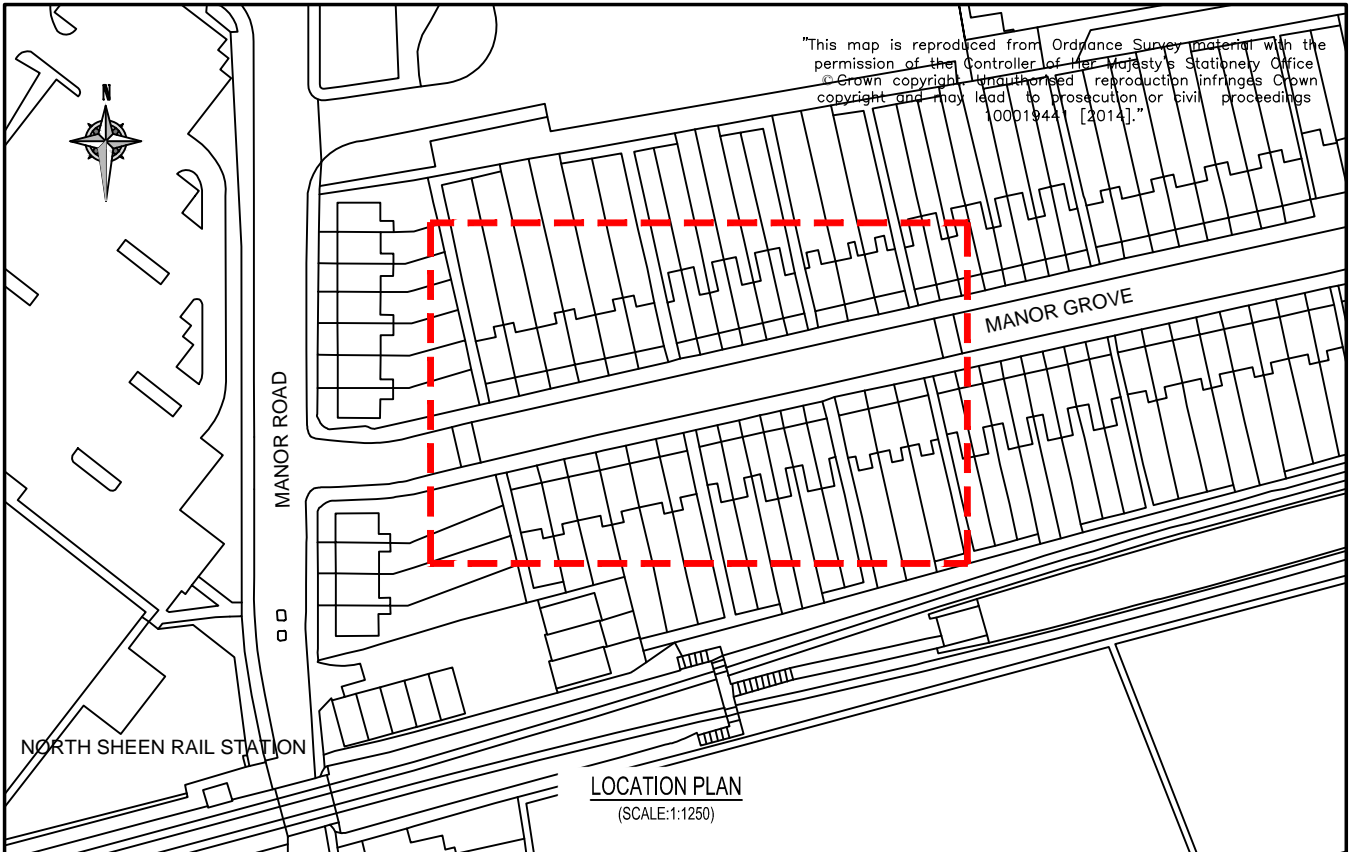 "This map is reproduced from Ordnance Survey material with the
permission of the Controller of Her Majesty's Stationery Office
© Crown copyright. Unauthorised reproduction infringes Crown
copyright and may lead to prosecution or civil proceedings
100019441 [2014]."
N
MANOR GROVE
MANOR ROAD
NORTH SHEEN RAIL STATION
LOCATION PLAN
(SCALE:1:1250)